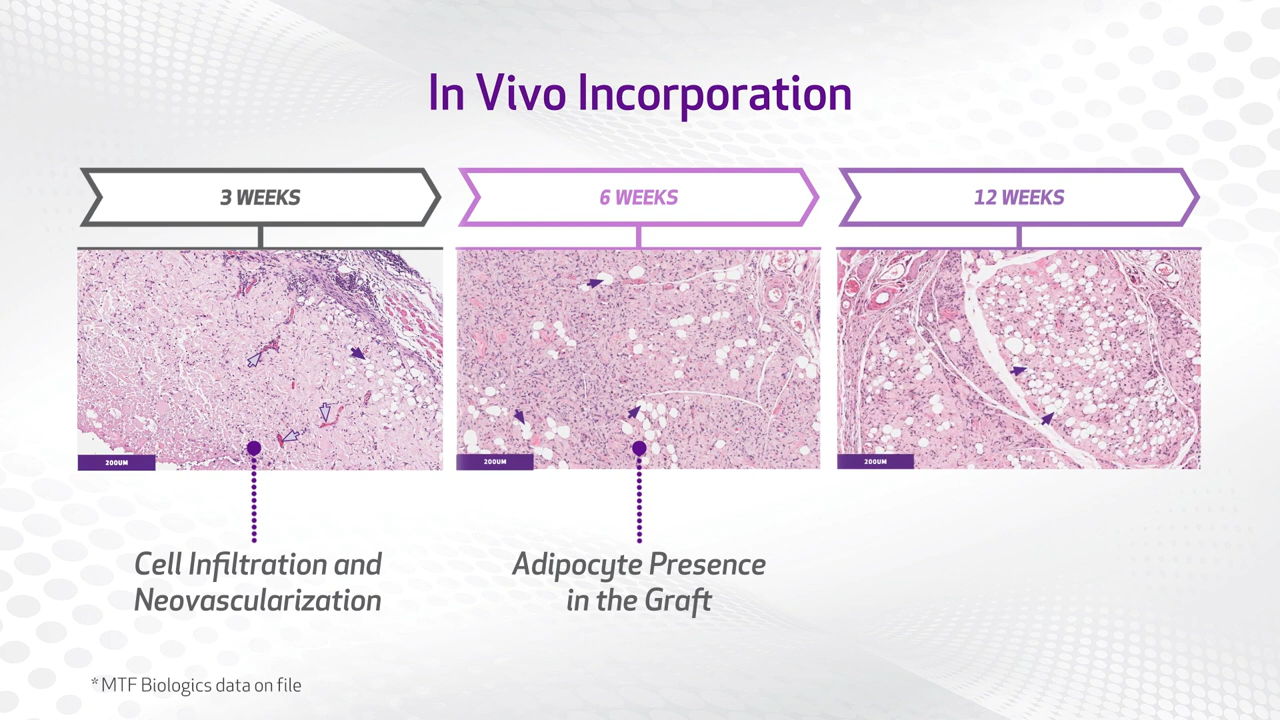 In Vivo Incorporation
3 WEEKS
6 WEEKS
12 WEEKS
200UM
200UM
200UM
Cell Infiltration and
Neovascularization
Adipocyte Presence
in the Graft
* MTF Biologics data on file